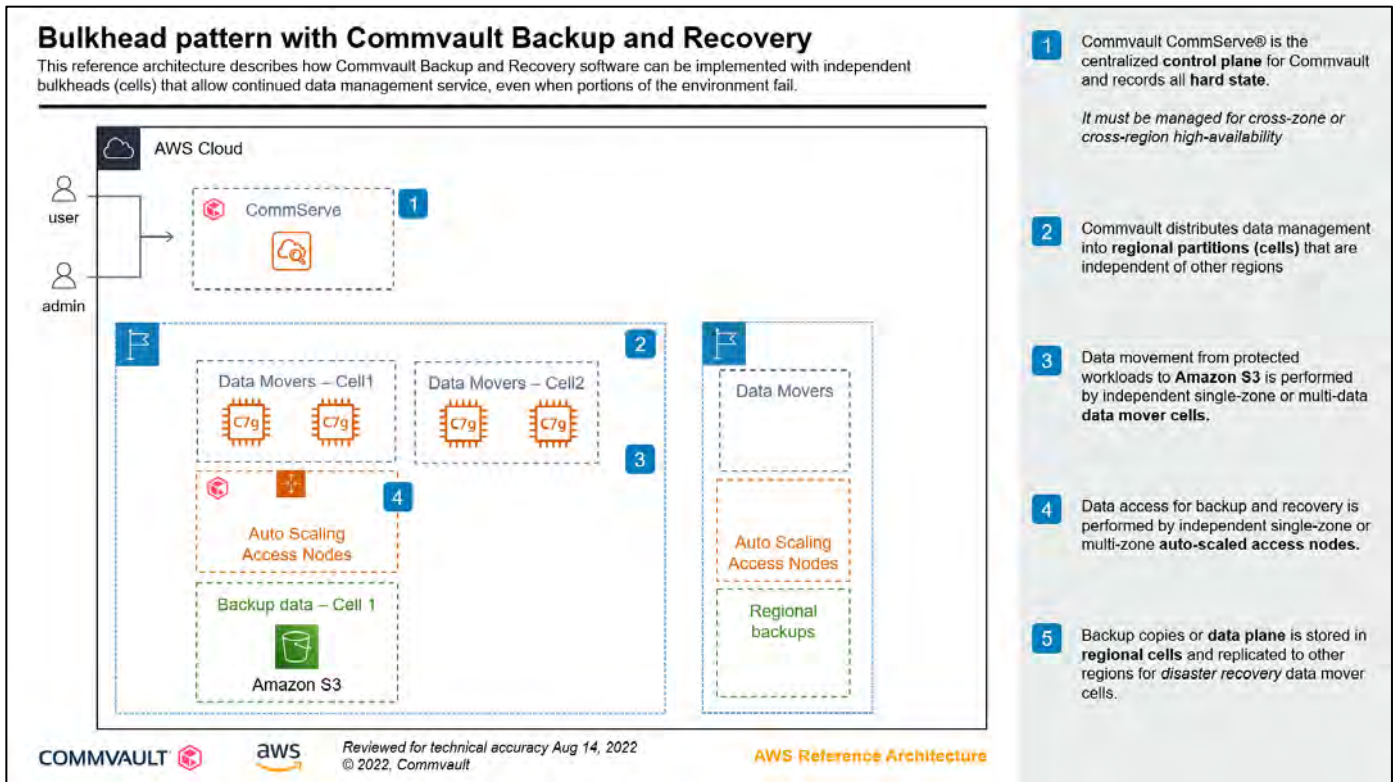 Bulkhead pattern with Commvault Backup and Recovery
This reference architecture describes how Commvault Backup and Recovery software can be implemented with independent
bulkheads (cells) that allow continued data management service, even when portions of the environment fail.
AWS Cloud
user
admin
CommServe
1
2
Data Movers – Cell1
C7g
C7g
Data Movers – Cell2
C7g
C7g
3
4
Auto Scaling
Access Nodes
Backup data – Cell 1
Amazon S3
Data Movers
Auto Scaling
Access Nodes
Regional
backups
COMMVAULT
aws
Reviewed for technical accuracy Aug 14, 2022
© 2022, Commvault
AWS Reference Architecture
1
Commvault CommServe® is the
centralized control plane for Commvault
and records all hard state.
It must be managed for cross-zone or
cross-region high-availability
2
Commvault distributes data management
into regional partitions (cells) that are
independent of other regions
3
Data movement from protected
workloads to Amazon S3 is performed
by independent single-zone or multi-data
data mover cells.
4
Data access for backup and recovery is
performed by independent single-zone or
multi-zone auto-scaled access nodes.
5
Backup copies or data plane is stored in
regional cells and replicated to other
regions for disaster recovery data mover
cells.